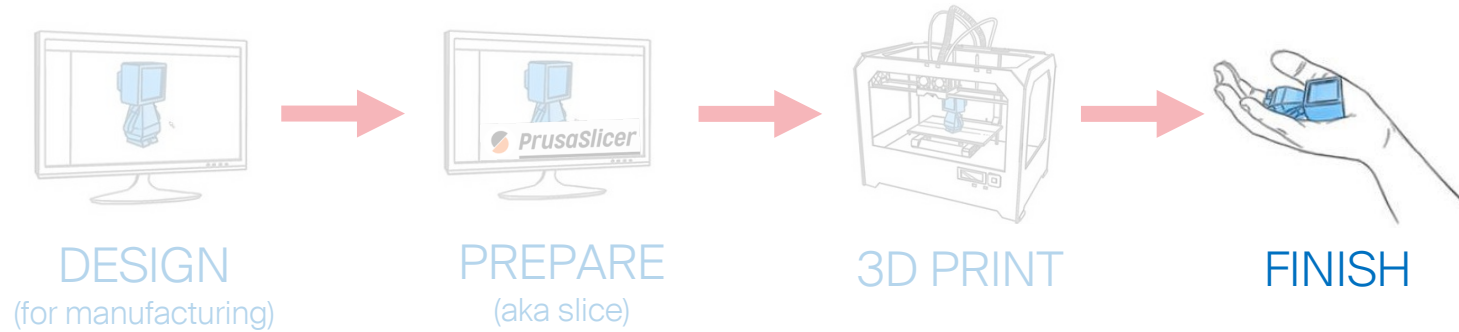 PrusaSlicer
DESIGN
(for manufacturing)
PREPARE
(aka slice)
3D PRINT
FINISH